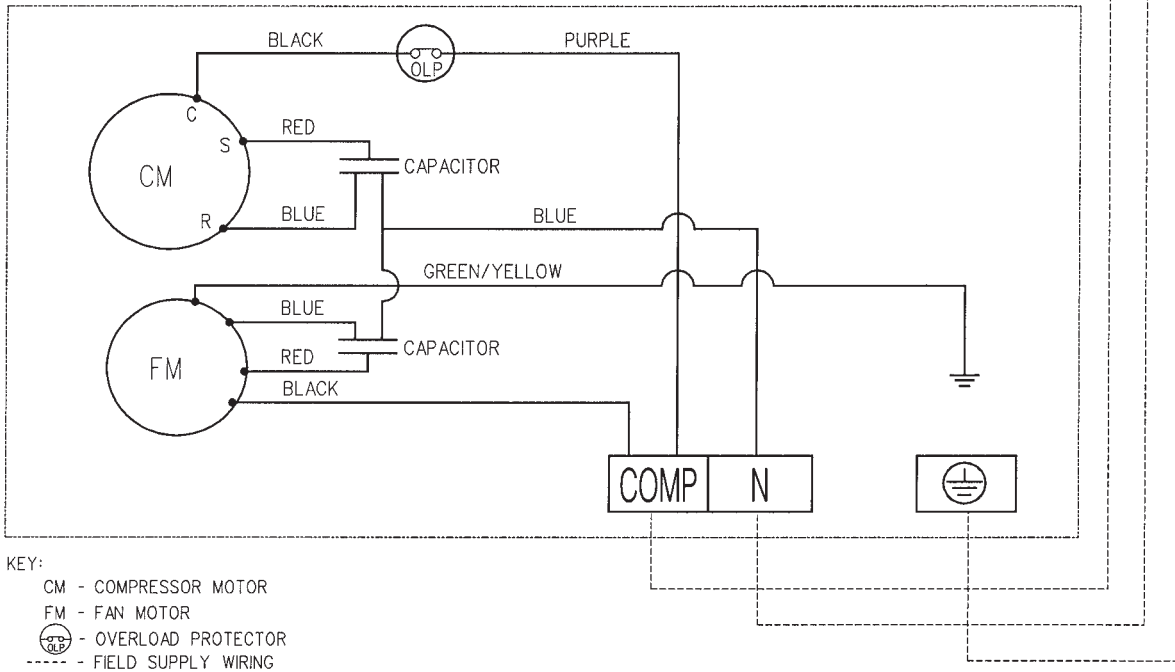 BLACK
PURPLE
OLP
C
RED
S
CAPACITOR
CM
R
BLUE
BLUE
GREEN/YELLOW
BLUE
CAPACITOR
FM
RED
BLACK
COMP
N
KEY:
CM - COMPRESSOR MOTOR
FM - FAN MOTOR
OLP - OVERLOAD PROTECTOR
----- - FIELD SUPPLY WIRING